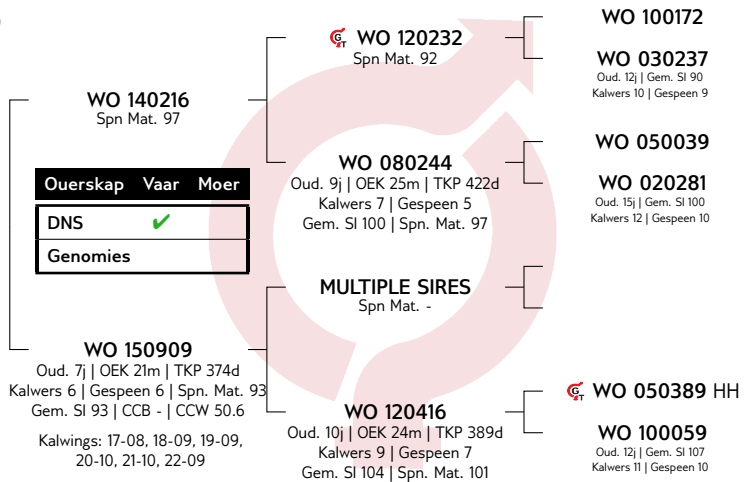 WO 140216
Spn Mat. 97
Ouerskap Vaar Moer
DNS ✔
Genomies
WO 150909
Oud. 7j | OEK 21m | TKP 374d
Kalwers 6 | Gespeen 6 | Spn. Mat. 93
Gem. SI 93 | CCB - | CCW 50.6
Kalwings: 17-08, 18-09, 19-09,
20-10, 21-10, 22-09
GT WO 120232
Spn Mat. 92
WO 080244
Oud. 9j | OEK 25m | TKP 422d
Kalwers 7 | Gespeen 5
Gem. SI 100 | Spn. Mat. 97
MULTIPLE SIRES
Spn Mat. -
WO 120416
Oud. 10j | OEK 24m | TKP 389d
Kalwers 9 | Gespeen 7
Gem. SI 104 | Spn. Mat. 101
WO 100172
WO 030237
Oud. 12j | Gem. SI 90
Kalwers 10 | Gespeen 9
WO 050039
WO 020281
Oud. 15j | Gem. SI 100
Kalwers 12 | Gespeen 10
GT WO 050389 HH
WO 100059
Oud. 12j | Gem. SI 107
Kalwers 11 | Gespeen 10